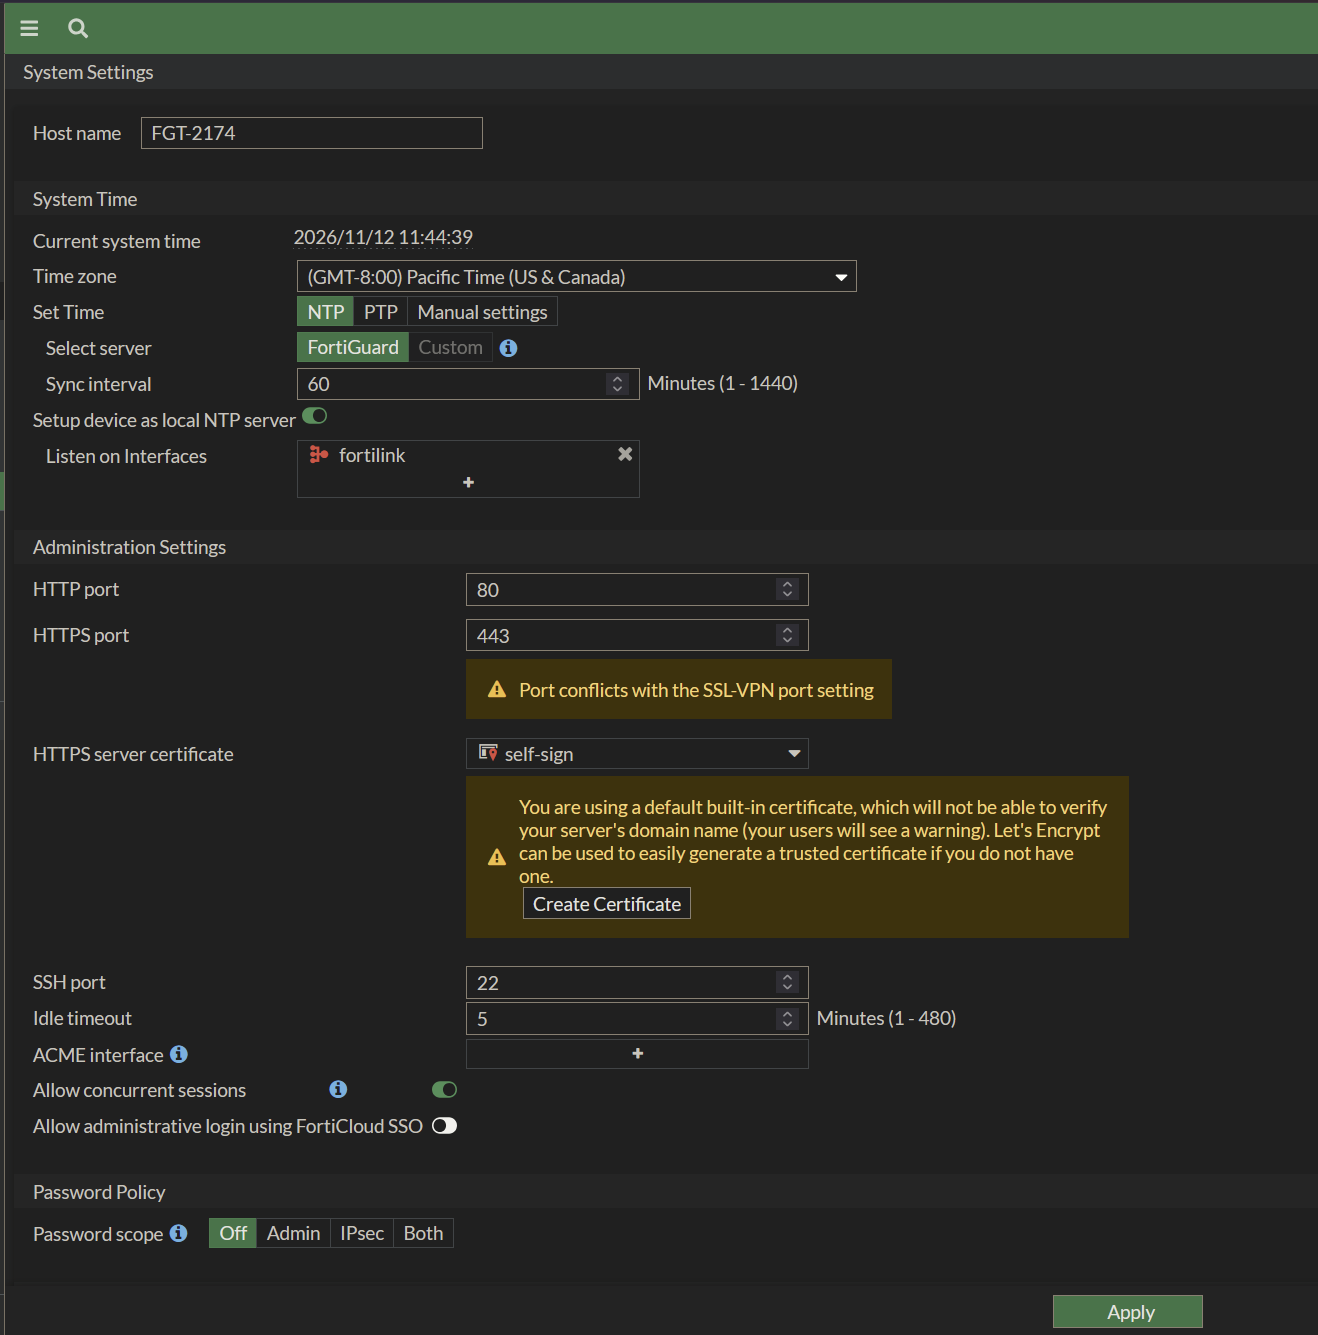 System Settings
Host name FGT-2174
System Time
Current system time 2026/11/12 11:44:39
Time zone (GMT-8:00) Pacific Time (US & Canada)
Set Time NTP PTP Manual settings
Select server FortiGuard Custom
Sync interval 60 Minutes (1 - 1440)
Setup device as local NTP server
Listen on Interfaces fortilink
Administration Settings
HTTP port 80
HTTPS port 443
Port conflicts with the SSL-VPN port setting
HTTPS server certificate self-sign
You are using a default built-in certificate, which will not be able to verify
your server's domain name (your users will see a warning). Let's Encrypt
can be used to easily generate a trusted certificate if you do not have
one.
Create Certificate
SSH port 22
Idle timeout 5 Minutes (1 - 480)
ACME interface
Allow concurrent sessions
Allow administrative login using FortiCloud SSO
Password Policy
Password scope Off Admin IPsec Both
Apply